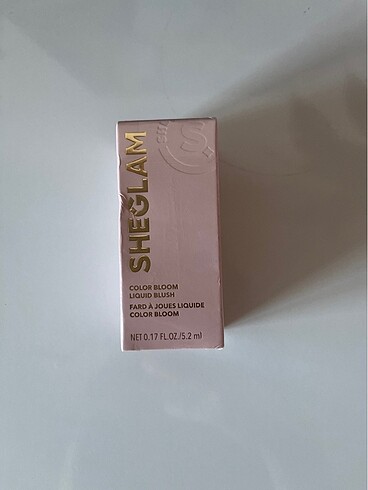 SHEGLAM
COLOR BLOOM
LIQUID BLUSH
FARD À JOUES LIQUIDE
COLOR BLOOM
NET 0.17 FL.OZ./5.2 ml